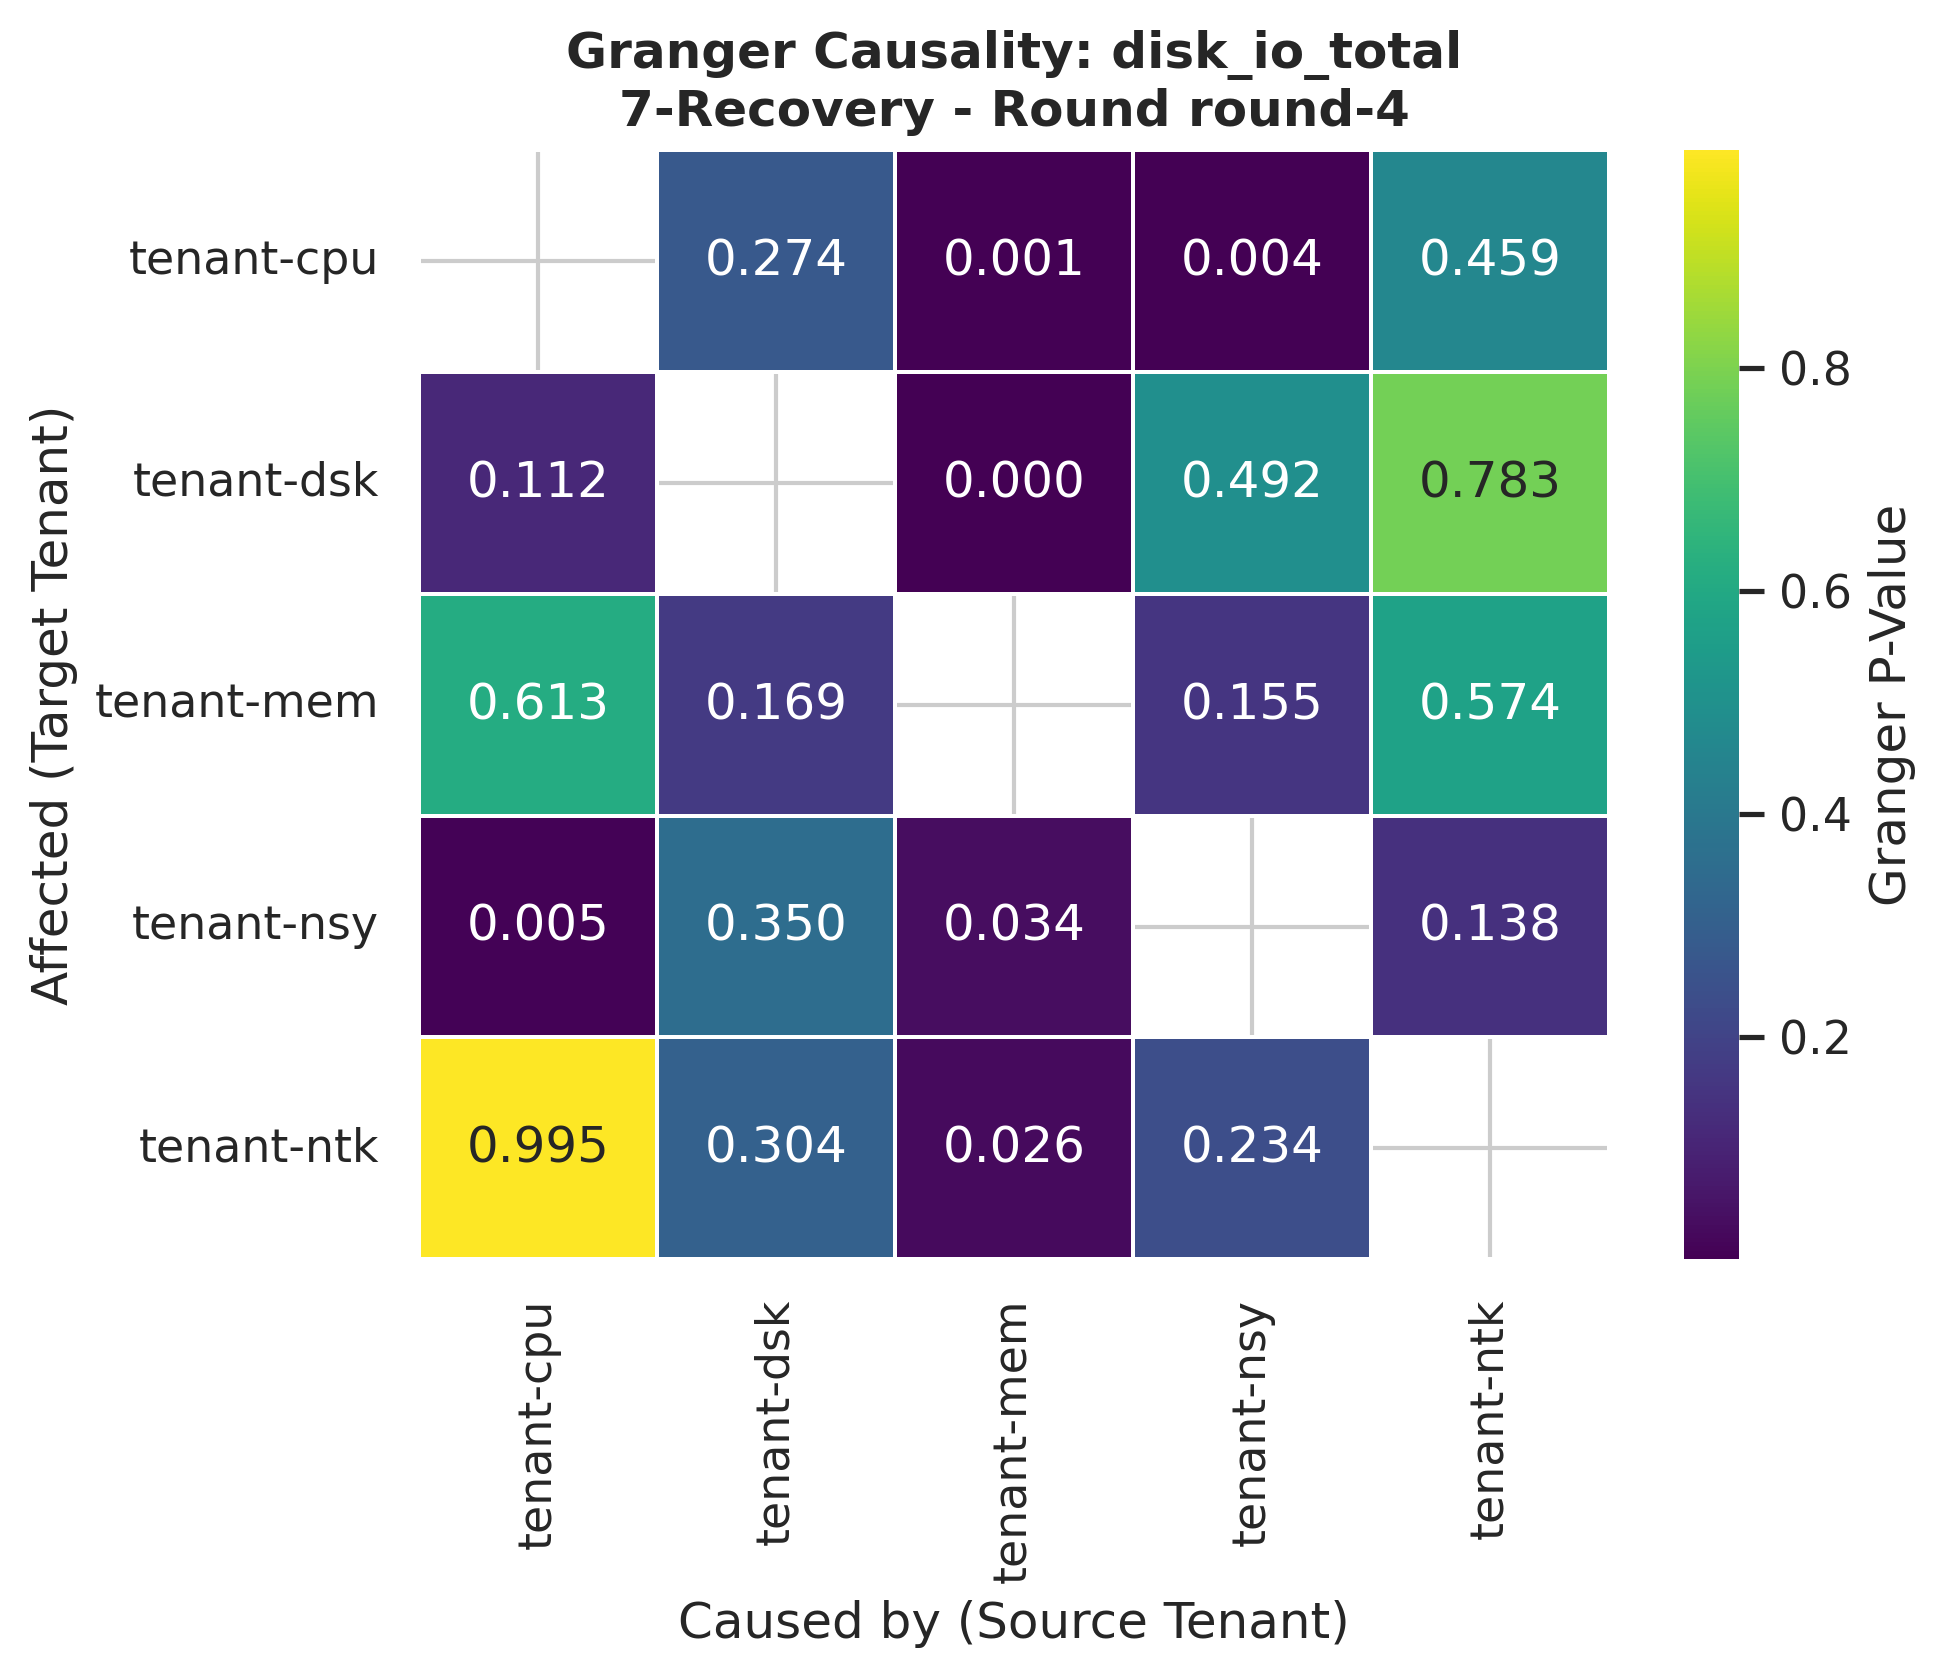 Granger Causality: disk_io_total
7-Recovery - Round round-4
tenant-cpu
0.274
0.001
0.004
0.459
tenant-dsk
0.112
0.000
0.492
0.783
tenant-mem
0.613
0.169
0.155
0.574
tenant-nsy
0.005
0.350
0.034
0.138
tenant-ntk
0.995
0.304
0.026
0.234
Affected (Target Tenant)
tenant-cpu
tenant-dsk
tenant-mem
tenant-nsy
tenant-ntk
Caused by (Source Tenant)
0.8
0.6
0.4
0.2
Granger P-Value